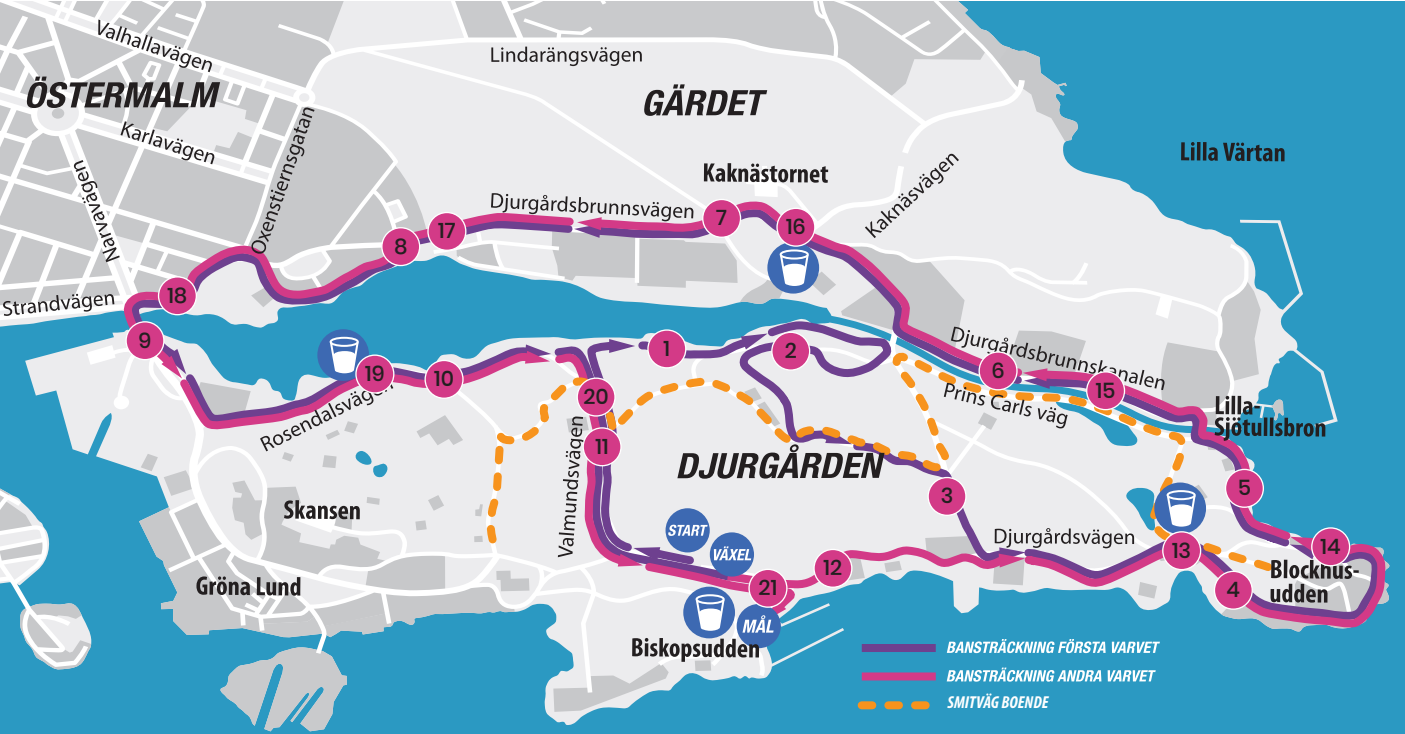 Valhallavägen
Lindarängsvägen
ÖSTERMALM
GÄRDET
Karlavägen
Oxenstiernsgatan
Narvavägen
Lilla Värtan
Kaknästornet
Kaknäsvägen
Djurgårdsbrunnsvägen
7
16
8
17
18
Strandvägen
9
19
10
1
2
Djurgårdsbrunnskanalen
6
15
Prins Carls väg
Lilla-
Sjötullsbron
Rosendalsvägen
20
11
Valmundsvägen
DJURGÅRDEN
3
5
Skansen
START
VÄXEL
Djurgårdsvägen
13
14
12
21
4
Blockhus-
udden
Gröna Lund
MÅL
Biskopsudden
BANSTRÄCKNING FÖRSTA VARVET
BANSTRÄCKNING ANDRA VARVET
SMITVÄG BOENDE